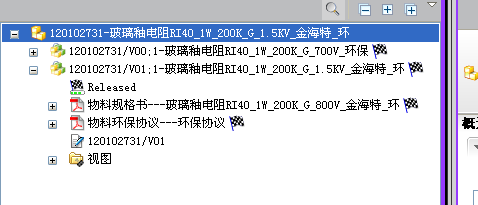 120102731-玻璃釉电阻RI40_1W_200K_G_1.5KV_金海特_环
120102731/V00;1-玻璃釉电阻RI40_1W_200K_G_700V_环保
120102731/V01;1-玻璃釉电阻RI40_1W_200K_G_1.5KV_金海特_环
Released
物料规格书---玻璃釉电阻RI40_1W_200K_G_800V_金海特_环
物料环保协议---环保协议
120102731/V01
视图